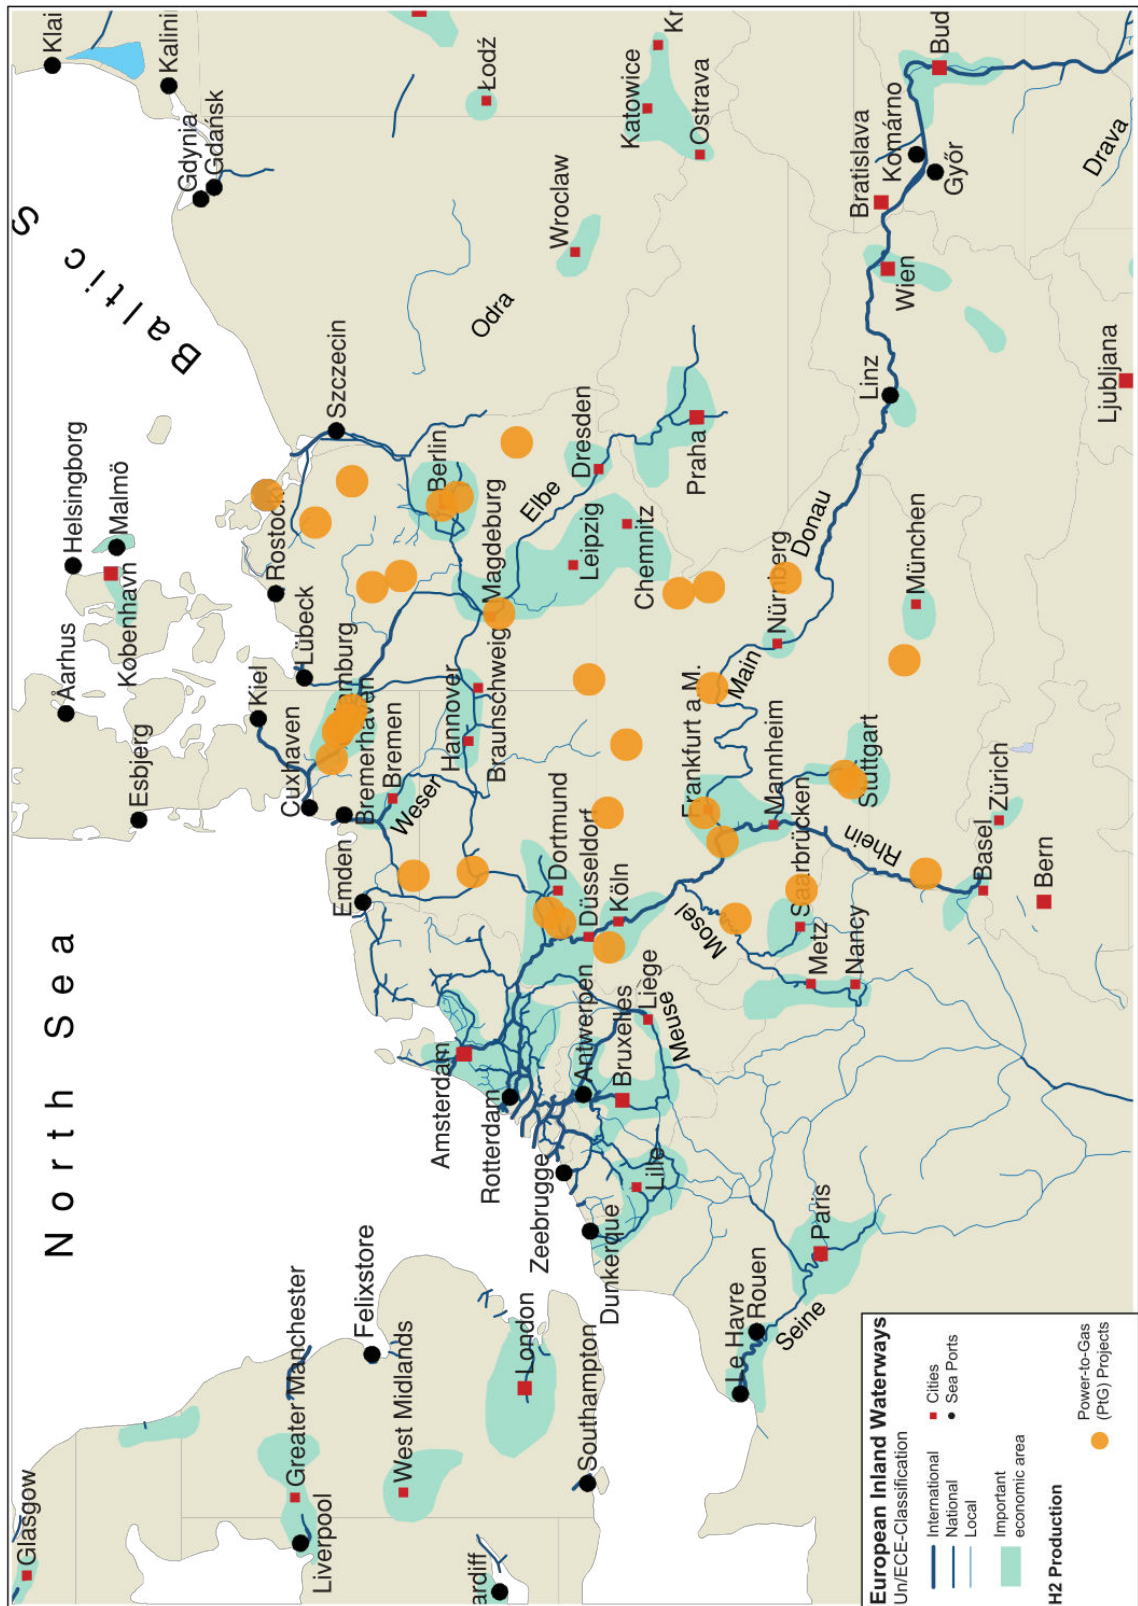 Glasgow
Greater Manchester
Liverpool
West Midlands
ardiff
Felixstore
London
Southampton
North Sea
Baltic S
Esbjerg
Åarhus
Helsingborg
Kobenhavn
Malmö
Klai
Kalini
Gdynia
Gdańsk
Kiel
Lübeck
Rostock
Cuxhaven
amburg
Bremerhaven
Bremen
Emden
Weser
Hannover
Brauhschweig
Magdeburg
Berlin
Szczecin
Odra
Łodź
Wroclaw
Katowice
Kr
Ostrava
Amsterdam
Rotterdam
Zeebrugge
Antwerpen
Bruxelles
Dunkerque
Lille
Liege
Meuse
Dortmund
Düsseldorf
Köln
Elbe
Leipzig
Dresden
Chemnitz
Praha
Le Havre
Rouen
Seine
Paris
Mosel
Metz
Nancy
Saarbrücken
Frankfurt a.M.
Main
Mannheim
Rhein
Stuttgart
Nürnberg
Donau
München
Basel
Zürich
Bern
Linz
Wien
Bratislava
Komárno
Győr
Bud
Drava
Ljubljana
European Inland Waterways
Un/ECE-Classification
International
National
Local
Cities
Sea Ports
Important
economic area
H2 Production
Power-to-Gas
(PtG) Projects